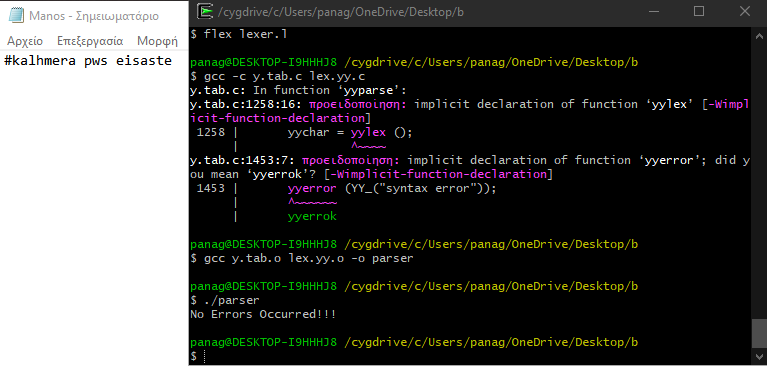 Manos - Σημειωματάριο
Αρχείο Επεξεργασία Μορφή
#kalhmera pws eisaste
/cygdrive/c/Users/panag/OneDrive/Desktop/b
$ flex lexer.l
panag@DESKTOP-I9HHHJ8 /cygdrive/c/Users/panag/OneDrive/Desktop/b
$ gcc -c y.tab.c lex.yy.c
y.tab.c: In function ‘yyparse’:
y.tab.c:1258:16: προειδοποίηση: implicit declaration of function ‘yylex’ [-Wimpl
icit-function-declaration]
1258 | yychar = yylex ();
| ^~~~~
y.tab.c:1453:7: προειδοποίηση: implicit declaration of function ‘yyerror’; did y
ou mean ‘yyerrok’? [-Wimplicit-function-declaration]
1453 | yyerror (YY_("syntax error"));
| ^~~~~~~
| yyerrok
panag@DESKTOP-I9HHHJ8 /cygdrive/c/Users/panag/OneDrive/Desktop/b
$ gcc y.tab.o lex.yy.o -o parser
panag@DESKTOP-I9HHHJ8 /cygdrive/c/Users/panag/OneDrive/Desktop/b
$ ./parser
No Errors Occurred!!!
panag@DESKTOP-I9HHHJ8 /cygdrive/c/Users/panag/OneDrive/Desktop/b
$